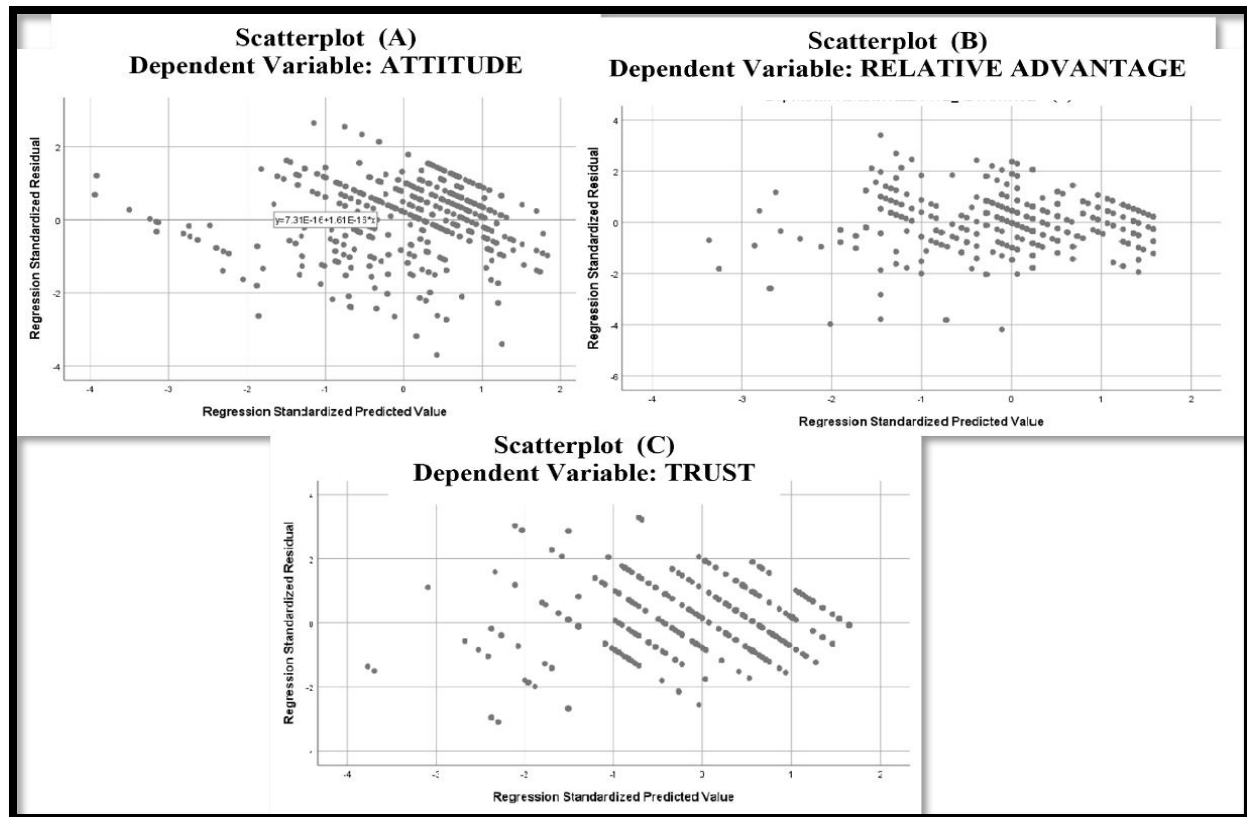 Scatterplot (A)
Dependent Variable: ATTITUDE
Regression Standardized Residual
2
0
-2
-4
y=7.31E-16+1.61E-16*x
-4
-3
-2
-1
0
1
2
Regression Standardized Predicted Value
Scatterplot (B)
Dependent Variable: RELATIVE ADVANTAGE
Regression Standardized Residual
4
2
0
-2
-4
-6
-4
-3
-2
-1
0
1
2
Regression Standardized Predicted Value
Scatterplot (C)
Dependent Variable: TRUST
Regression Standardized Residual
2
0
-2
-4
-2
-1
0
1
2
Regression Standardized Predicted Value